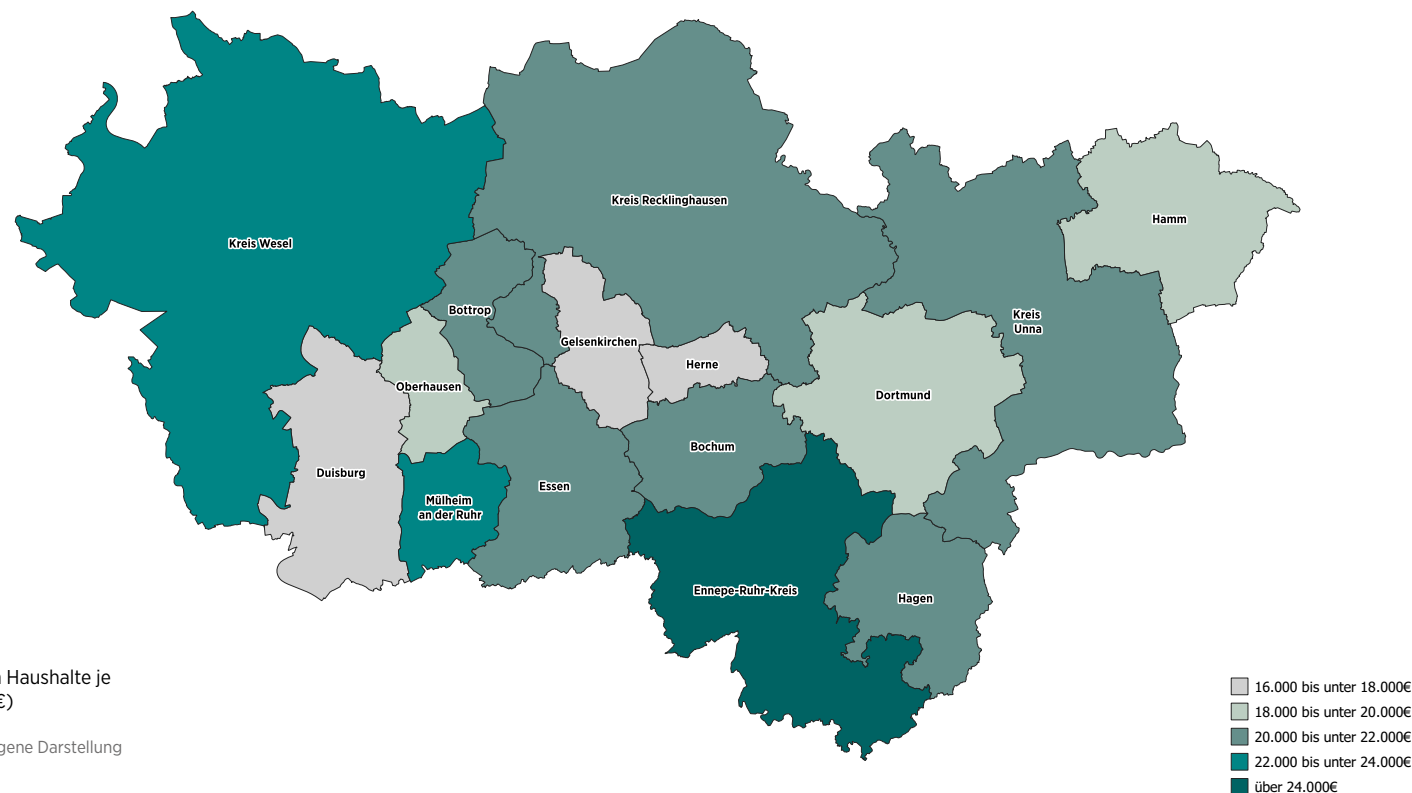 Kreis Recklinghausen
Hamm
Kreis Wesel
Bottrop
Kreis
Unna
Gelsenkirchen
Herne
Oberhausen
Dortmund
Bochum
Duisburg
Essen
Mülheim
an der Ruhr
Ennepe-Ruhr-Kreis
Hagen
Haushalte je
€)
Darstellung
16.000 bis unter 18.000€
18.000 bis unter 20.000€
20.000 bis unter 22.000€
22.000 bis unter 24.000€
über 24.000€